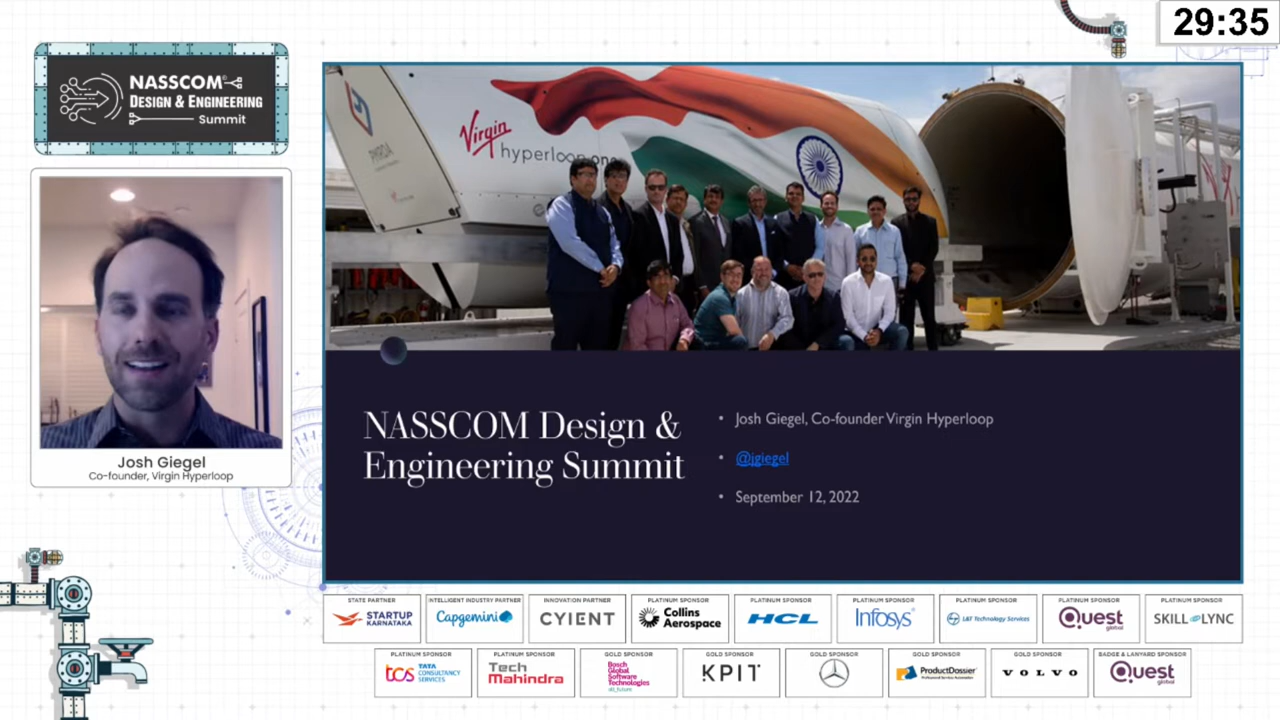 29:35
NASSCOM
DESIGN & ENGINEERING
Summit
Virgin
hyperloop one
Josh Giegel
Co-founder, Virgin Hyperloop
NASSCOM Design &
Engineering Summit
• Josh Giegel, Co-founder Virgin Hyperloop
• @jgiegel
• September 12, 2022
STATE PARTNER
STARTUP
KARNATAKA
INTELLIGENT INDUSTRY PARTNER
Capgemini
INNOVATION PARTNER
CYIENT
PLATINUM SPONSOR
Collins
Aerospace
PLATINUM SPONSOR
HCL
PLATINUM SPONSOR
Infosys
PLATINUM SPONSOR
L&T Technology Services
PLATINUM SPONSOR
Quest
global
PLATINUM SPONSOR
SKILL LYNC
PLATINUM SPONSOR
tcs TATA
CONSULTANCY
SERVICES
PLATINUM SPONSOR
Tech
Mahindra
GOLD SPONSOR
Bosch
Global
Software
Technologies
GOLD SPONSOR
KPIT
GOLD SPONSOR
GOLD SPONSOR
ProductDossier
Professional Services Automation
GOLD SPONSOR
VOLVO
BADGE & LANYARD SPONSOR
Quest
global